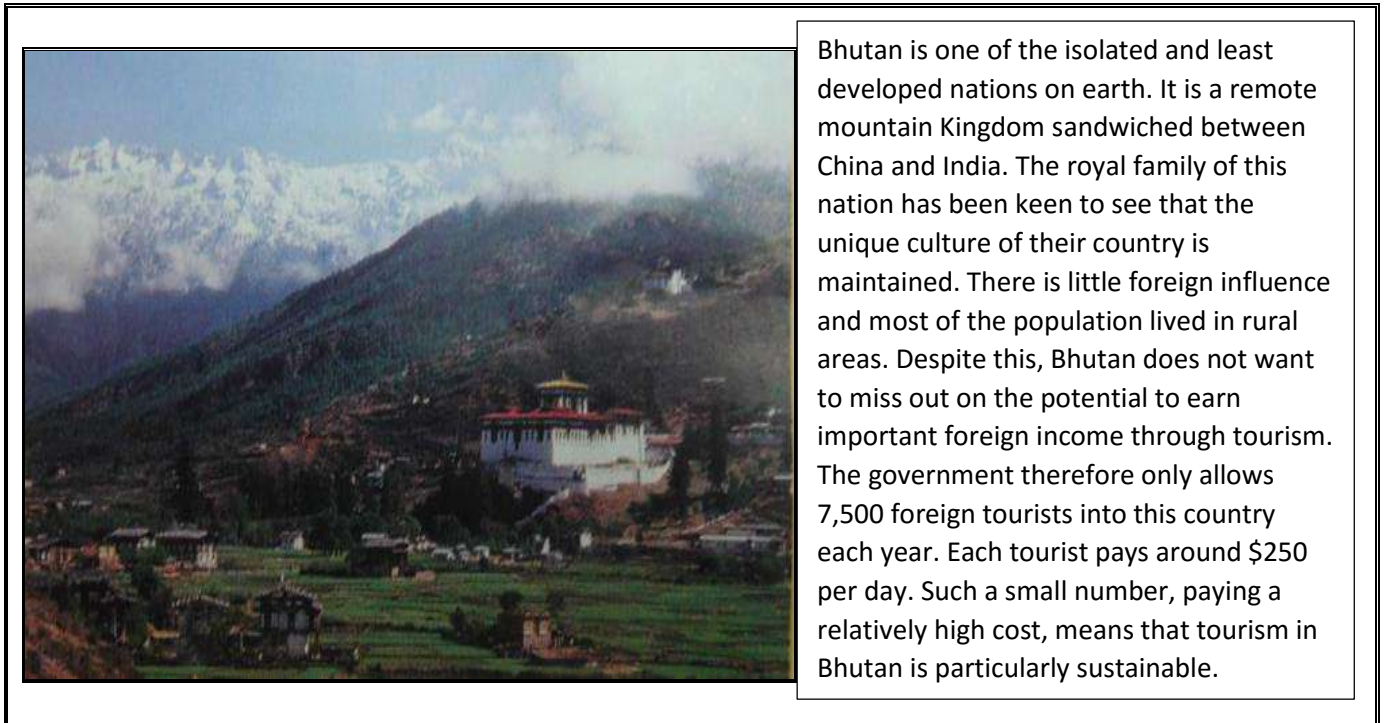 Bhutan is one of the isolated and least
developed nations on earth. It is a remote
mountain Kingdom sandwiched between
China and India. The royal family of this
nation has been keen to see that the
unique culture of their country is
maintained. There is little foreign influence
and most of the population lived in rural
areas. Despite this, Bhutan does not want
to miss out on the potential to earn
important foreign income through tourism.
The government therefore only allows
7,500 foreign tourists into this country
each year. Each tourist pays around $250
per day. Such a small number, paying a
relatively high cost, means that tourism in
Bhutan is particularly sustainable.